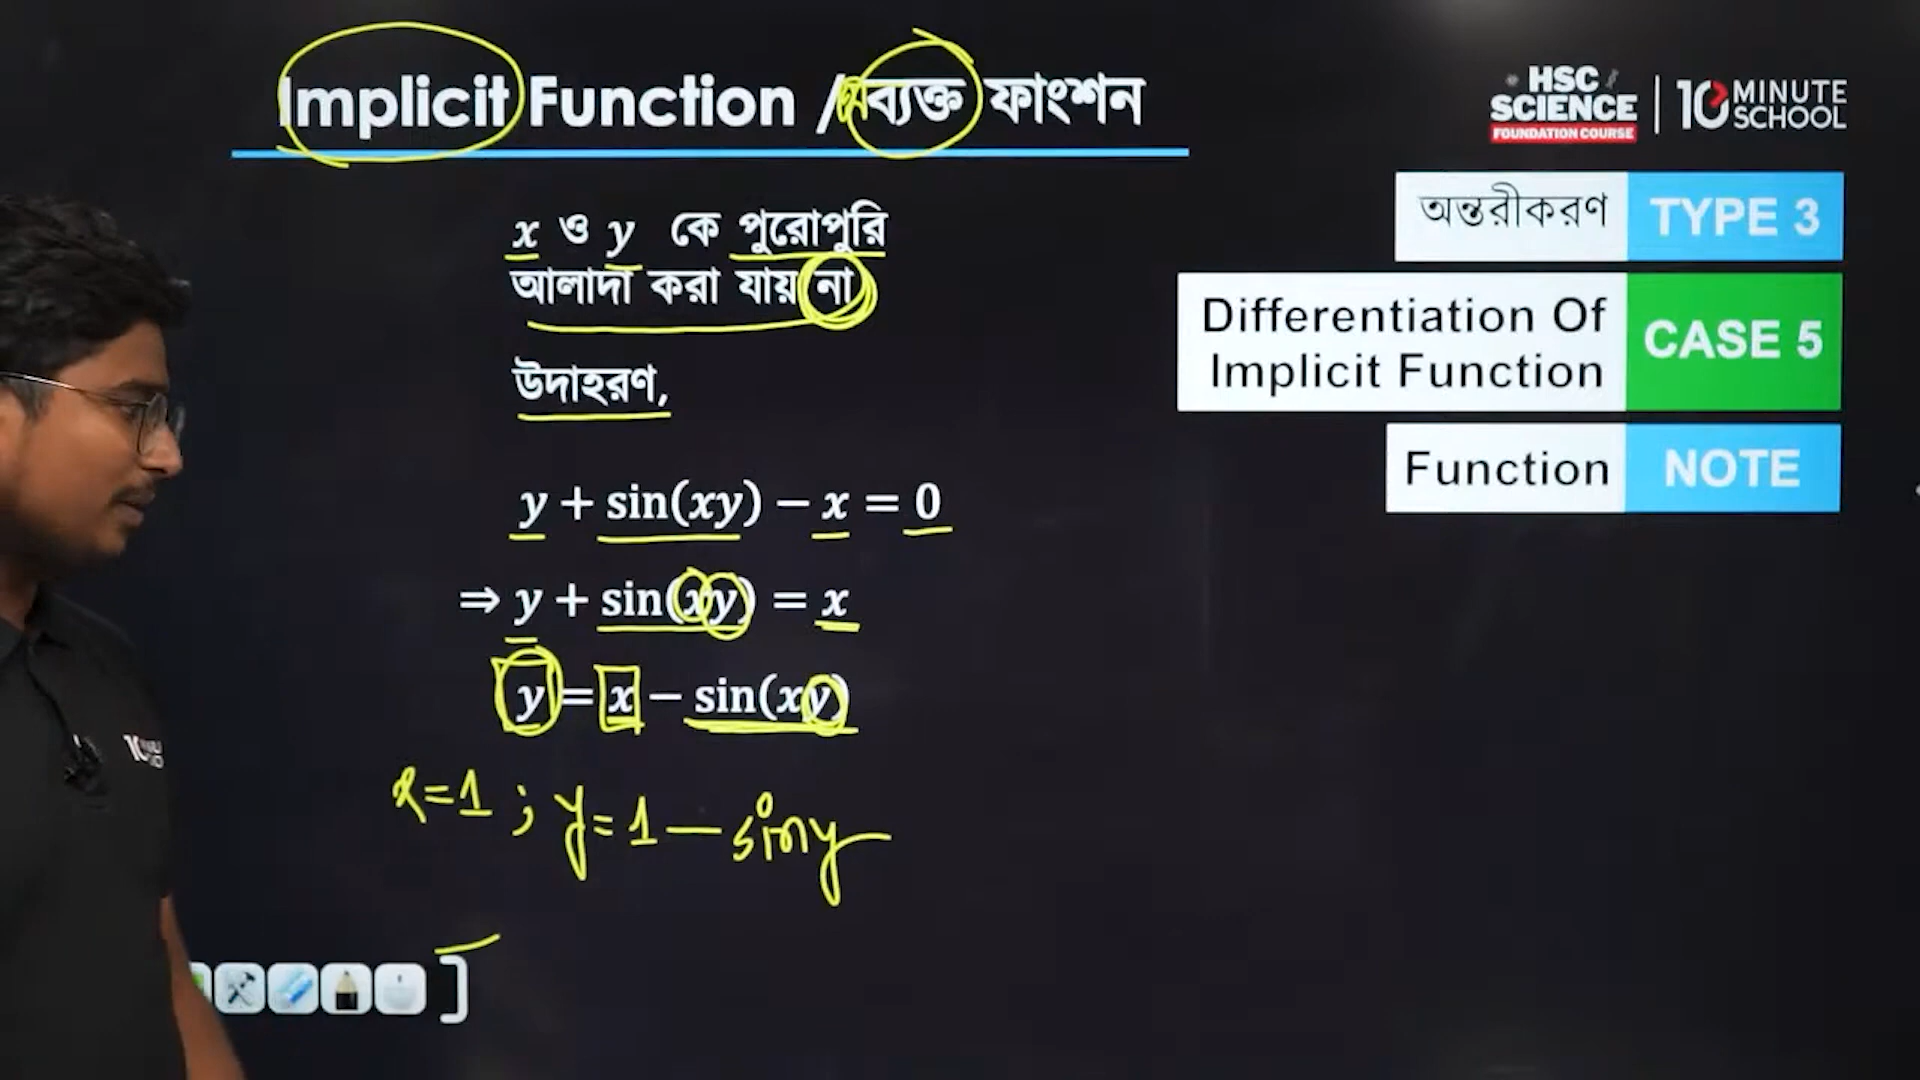 Implicit Function / অব্যক্ত ফাংশন
x ও y কে পুরোপুরি
আলাদা করা যায় না
উদাহরণ,
y + sin(xy) − x = 0
⇒ y + sin(xy) = x
y = x − sin(xy)
x = 1 ; y = 1 − sin y
HSC
SCIENCE
FOUNDATION COURSE
10 MINUTE
SCHOOL
অন্তরীকরণ TYPE 3
Differentiation Of
Implicit Function CASE 5
Function NOTE